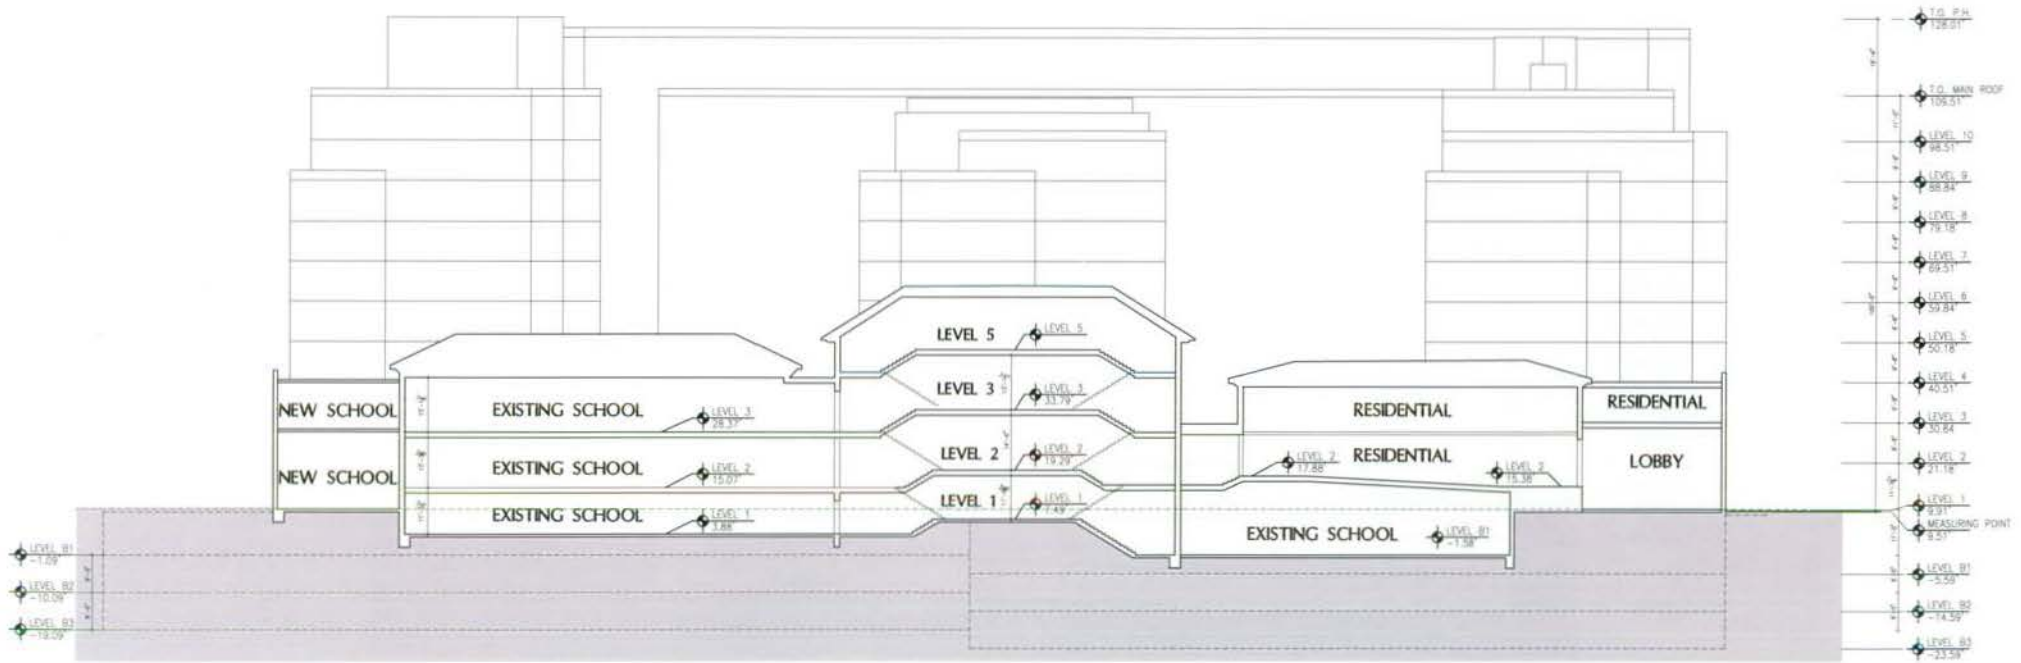 T.O. P.H.
128.01'
T.O. MAIN ROOF
109.51'
LEVEL 10
98.51'
LEVEL 9
88.84'
LEVEL 8
79.18'
LEVEL 7
69.51'
LEVEL 6
59.84'
LEVEL 5
50.18'
LEVEL 4
40.51'
LEVEL 3
30.84'
LEVEL 2
21.18'
LEVEL 1
9.91'
MEASURING POINT
9.51'
LEVEL B1
-5.59'
LEVEL B2
-14.59'
LEVEL B3
-23.59'
LEVEL 5
LEVEL 5
LEVEL 3
LEVEL 3
33.79'
NEW SCHOOL
EXISTING SCHOOL
LEVEL 3
28.37'
RESIDENTIAL
RESIDENTIAL
LEVEL 2
LEVEL 2
19.29'
NEW SCHOOL
EXISTING SCHOOL
LEVEL 2
15.07'
LEVEL 2
17.88'
RESIDENTIAL
LEVEL 2
15.38'
LOBBY
LEVEL 1
LEVEL 1
7.49'
EXISTING SCHOOL
LEVEL 1
3.88'
EXISTING SCHOOL
LEVEL B1
-1.58'
LEVEL B1
-1.09'
LEVEL B2
-10.09'
LEVEL B3
-19.09'